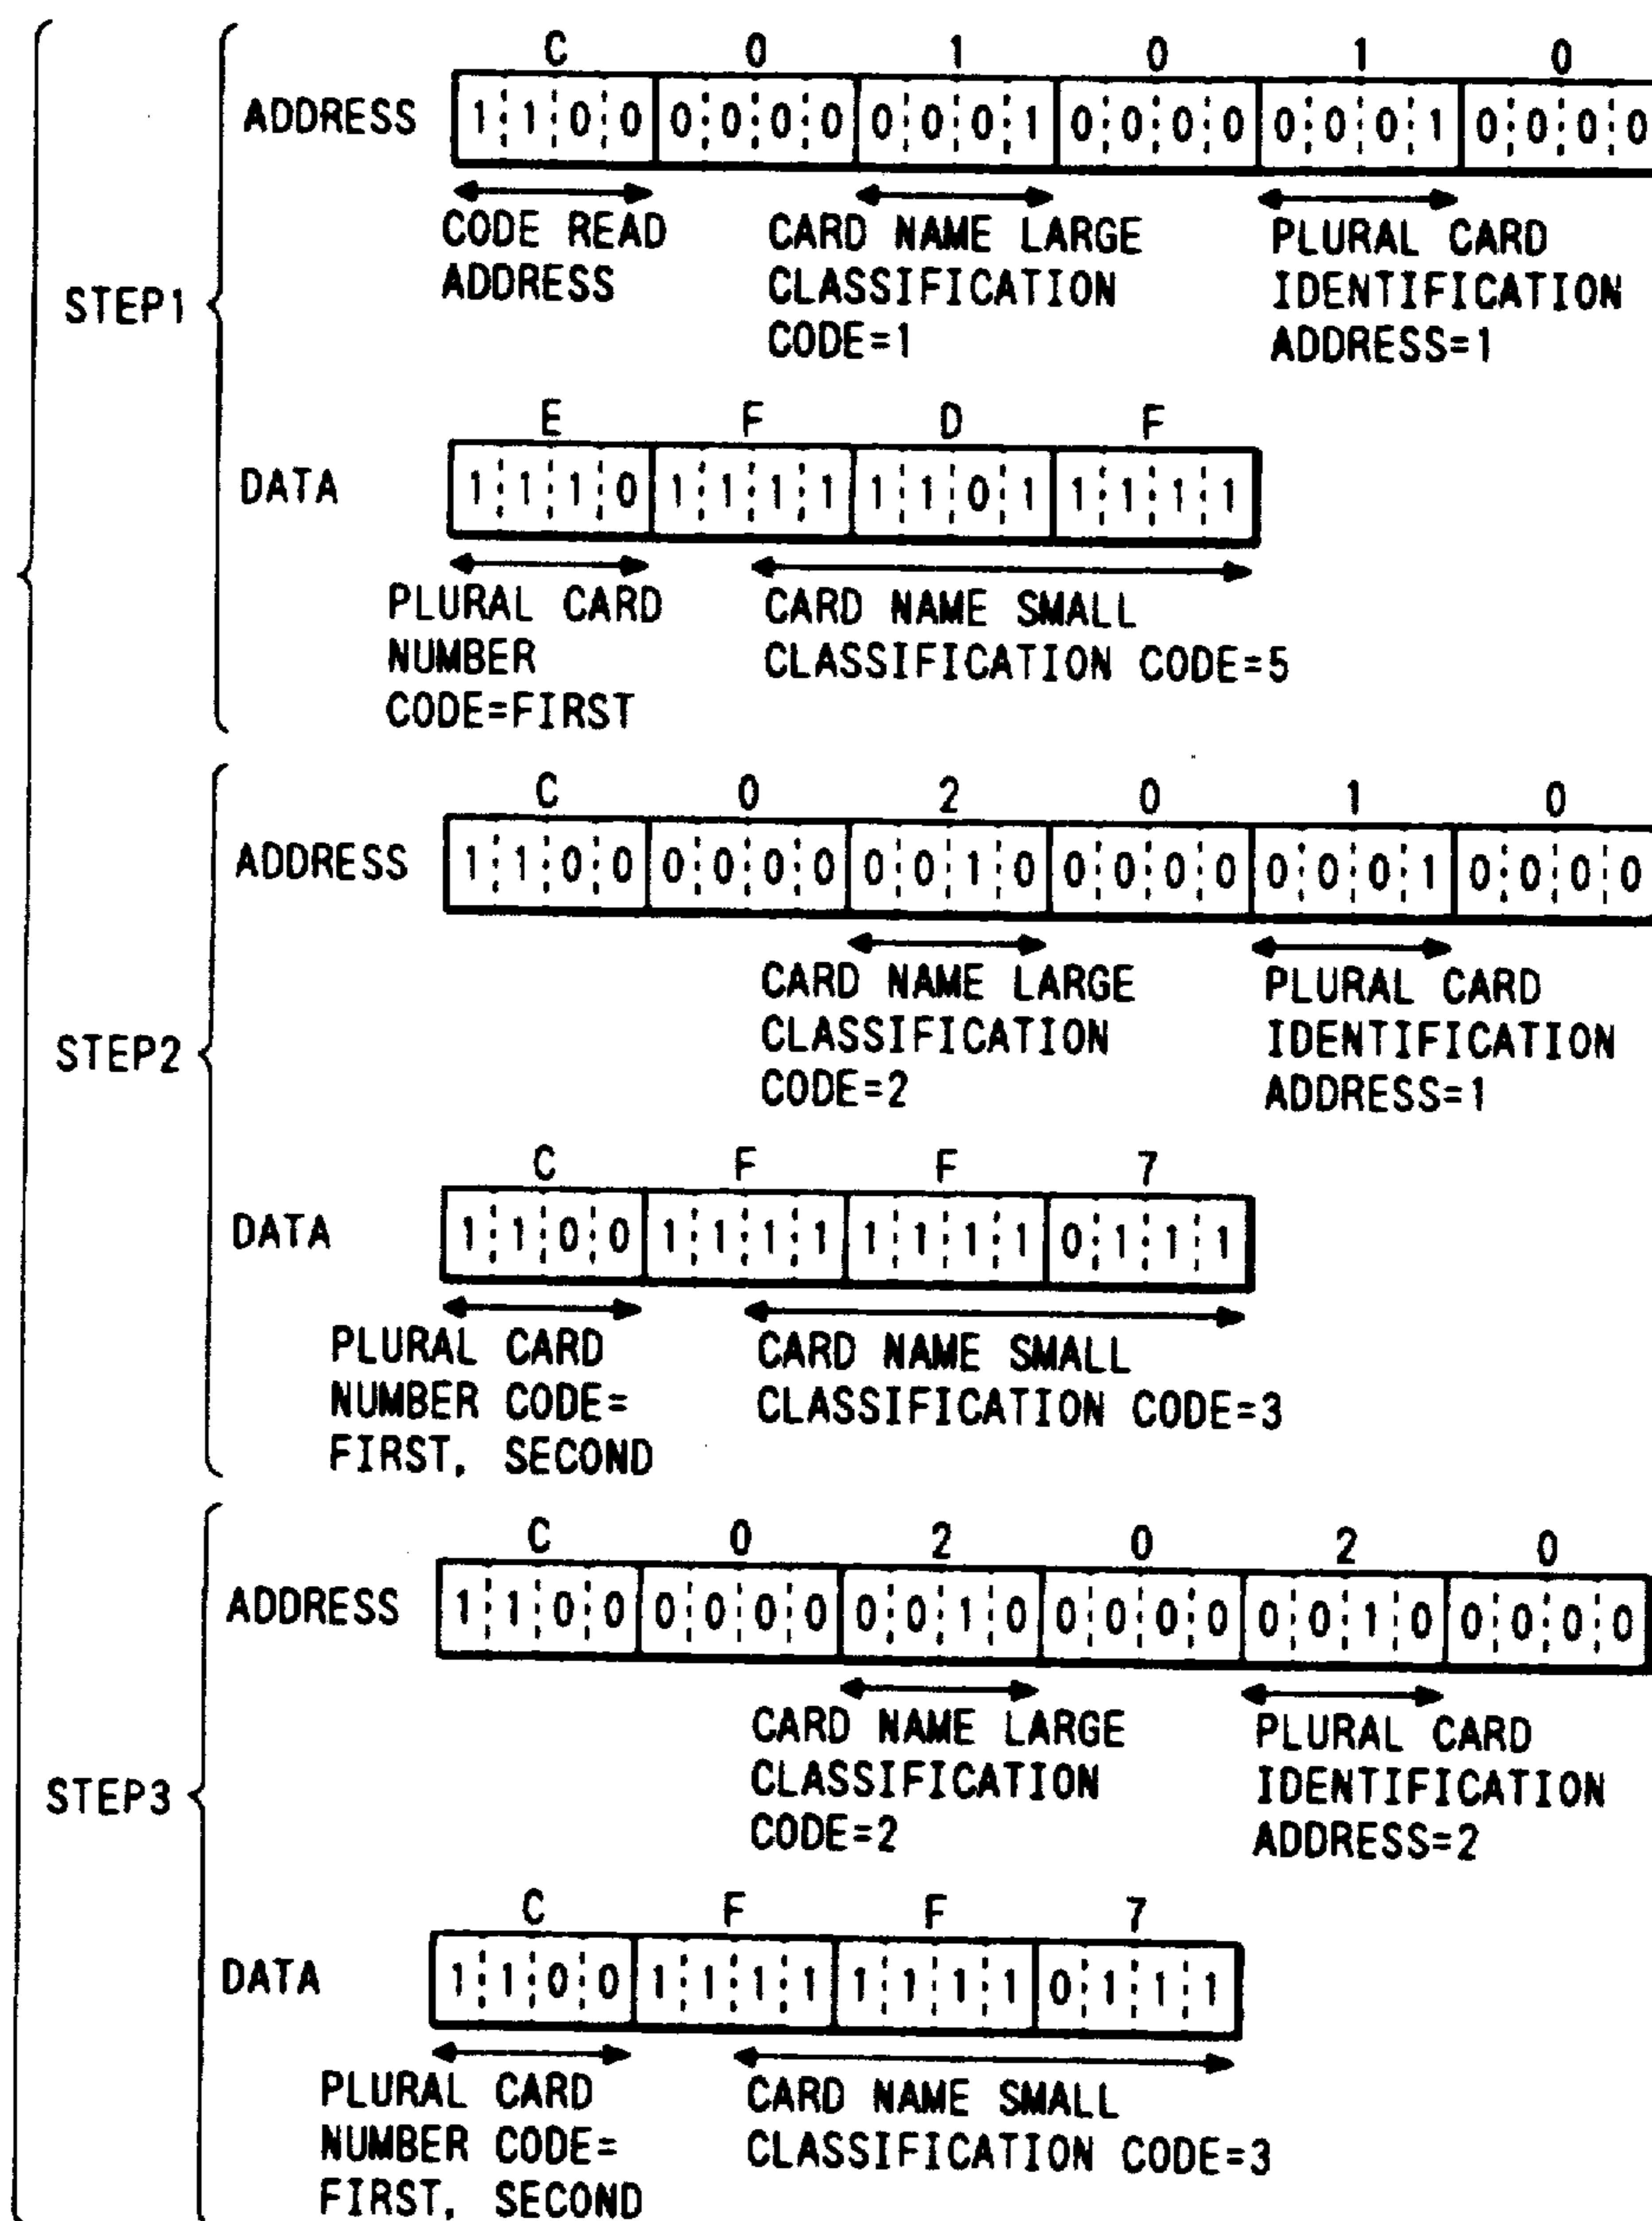 STEP1
C 0 1 0 1 0
ADDRESS 1 1 0 0 0 0 0 0 0 0 0 1 0 0 0 0 0 0 0 1 0 0 0 0
CODE READ ADDRESS
CARD NAME LARGE CLASSIFICATION CODE=1
PLURAL CARD IDENTIFICATION ADDRESS=1
E F D F
DATA 1 1 1 0 1 1 1 1 1 1 0 1 1 1 1 1
PLURAL CARD NUMBER CODE=FIRST
CARD NAME SMALL CLASSIFICATION CODE=5
STEP2
C 0 2 0 1 0
ADDRESS 1 1 0 0 0 0 0 0 0 0 1 0 0 0 0 0 0 0 0 1 0 0 0 0
CARD NAME LARGE CLASSIFICATION CODE=2
PLURAL CARD IDENTIFICATION ADDRESS=1
C F F 7
DATA 1 1 0 0 1 1 1 1 1 1 1 1 0 1 1 1
PLURAL CARD NUMBER CODE= FIRST, SECOND
CARD NAME SMALL CLASSIFICATION CODE=3
STEP3
C 0 2 0 2 0
ADDRESS 1 1 0 0 0 0 0 0 0 0 1 0 0 0 0 0 0 0 1 0 0 0 0 0
CARD NAME LARGE CLASSIFICATION CODE=2
PLURAL CARD IDENTIFICATION ADDRESS=2
C F F 7
DATA 1 1 0 0 1 1 1 1 1 1 1 1 0 1 1 1
PLURAL CARD NUMBER CODE= FIRST, SECOND
CARD NAME SMALL CLASSIFICATION CODE=3